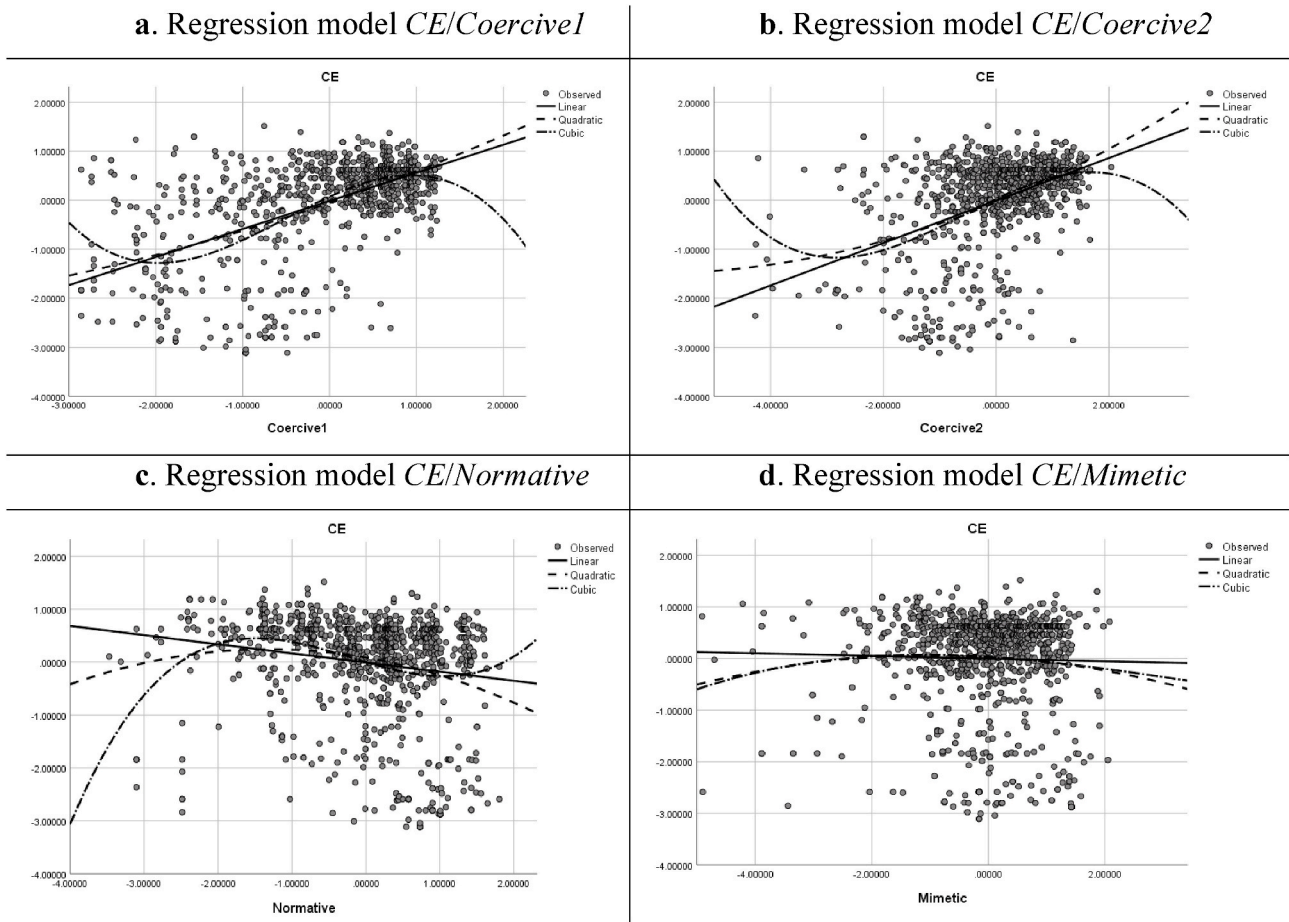 a. Regression model CE/Coercive1
CE
Observed
Linear
Quadratic
Cubic
2.00000
1.00000
.00000
-1.00000
-2.00000
-3.00000
-4.00000
-3.00000 -2.00000 -1.00000 .00000 1.00000 2.00000
Coercive1
b. Regression model CE/Coercive2
CE
Observed
Linear
Quadratic
Cubic
2.00000
1.00000
.00000
-1.00000
-2.00000
-3.00000
-4.00000
-4.00000 -2.00000 .00000 2.00000
Coercive2
c. Regression model CE/Normative
CE
Observed
Linear
Quadratic
Cubic
2.00000
1.00000
.00000
-1.00000
-2.00000
-3.00000
-4.00000
-4.00000 -3.00000 -2.00000 -1.00000 .00000 1.00000 2.00000
Normative
d. Regression model CE/Mimetic
CE
Observed
Linear
Quadratic
Cubic
2.00000
1.00000
.00000
-1.00000
-2.00000
-3.00000
-4.00000
-4.00000 -2.00000 .00000 2.00000
Mimetic